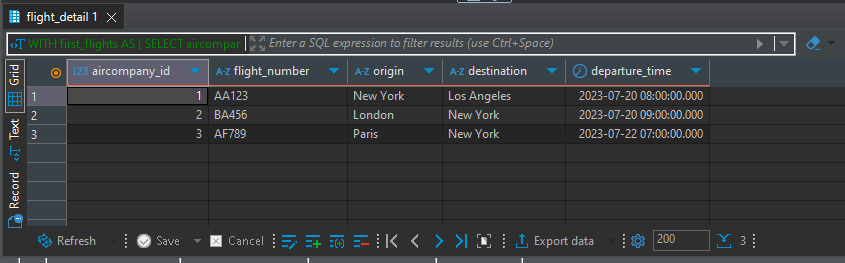 flight_detail 1
WITH first_flights AS ( SELECT aircompar Enter a SQL expression to filter results (use Ctrl+Space)
Grid
Text
Record
123 aircompany_id A-Z flight_number A-Z origin A-Z destination departure_time
1 1 AA123 New York Los Angeles 2023-07-20 08:00:00.000
2 2 BA456 London New York 2023-07-20 09:00:00.000
3 3 AF789 Paris New York 2023-07-22 07:00:00.000
Refresh Save Cancel Export data 200 3